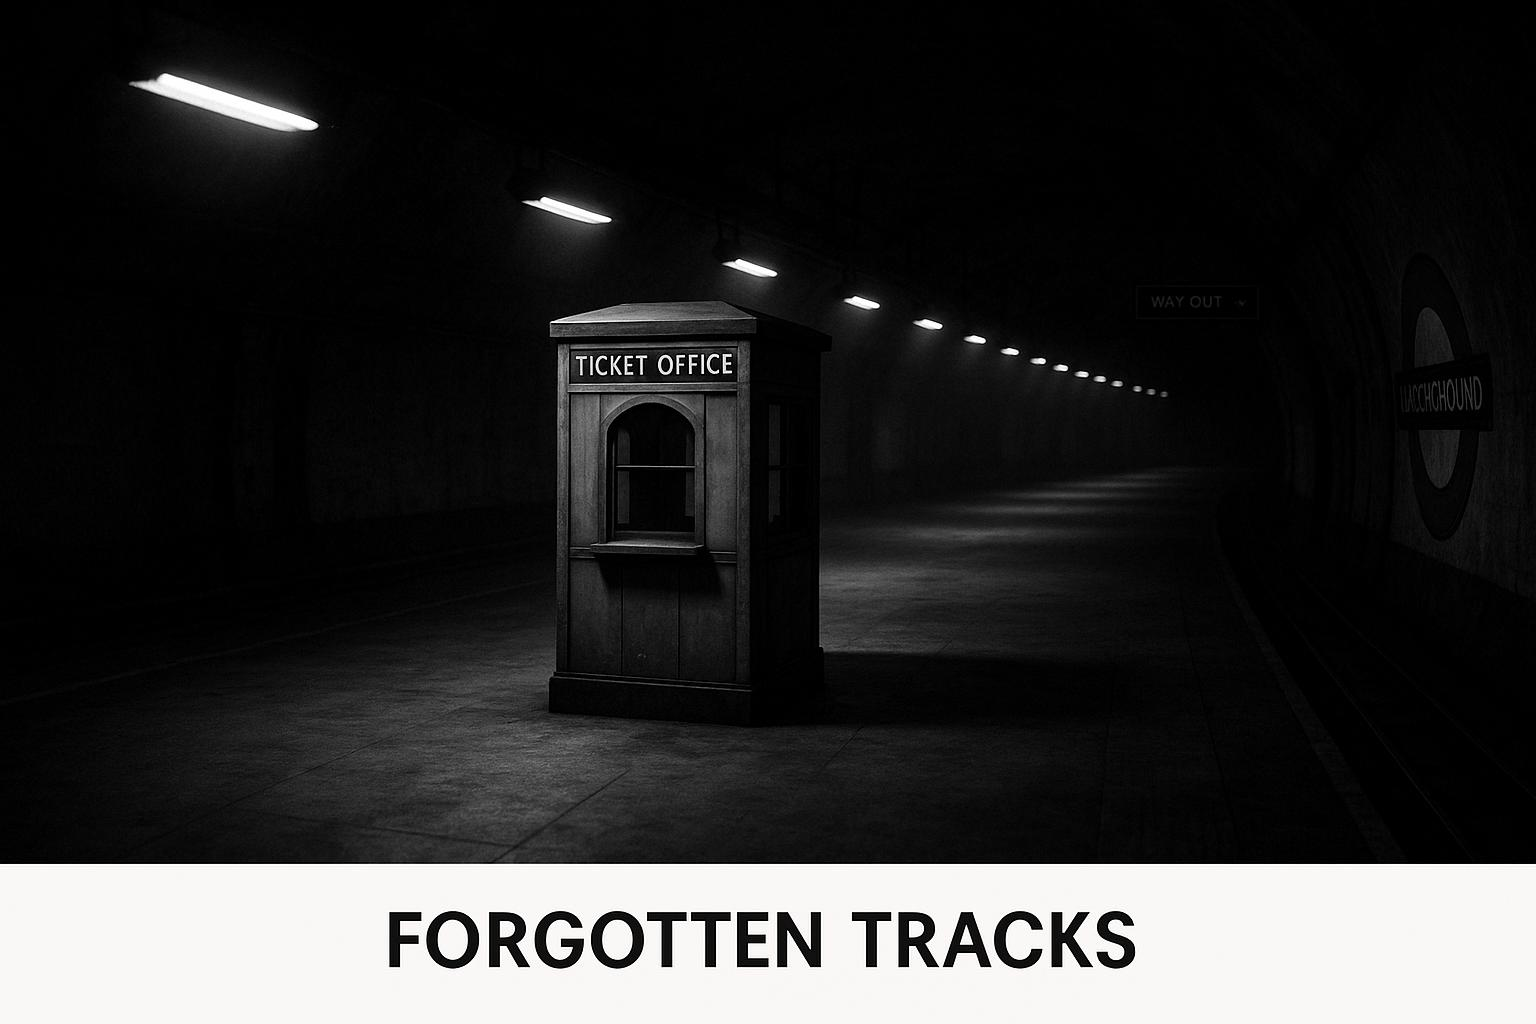 WAY OUT →
TICKET OFFICE
FORGOTTEN TRACKS